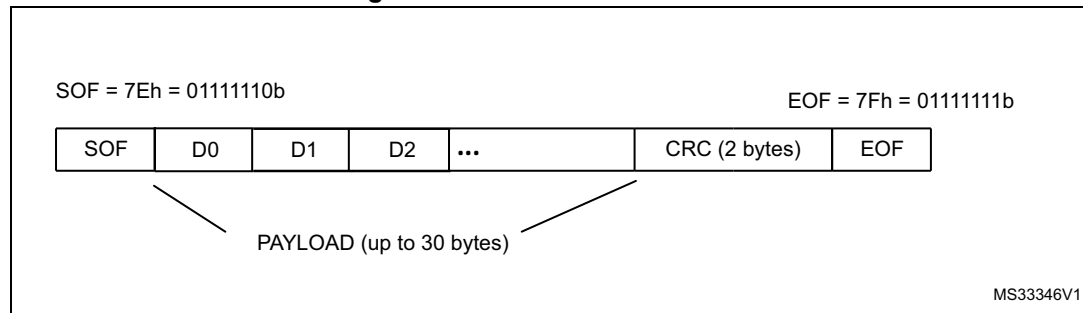 SOF = 7Eh = 01111110b
EOF = 7Fh = 01111111b
SOF D0 D1 D2 ... CRC (2 bytes) EOF
PAYLOAD (up to 30 bytes)
MS33346V1